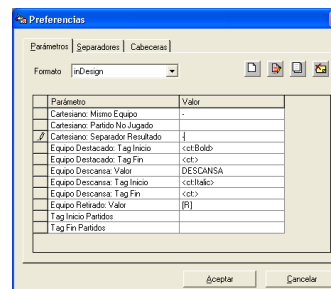 Preferencias
Parámetros Separadores Cabeceras
Formato inDesign
Parámetro Valor
Cartesiano: Mismo Equipo -
Cartesiano: Partido No Jugado
Cartesiano: Separador Resultado -
Equipo Destacado: Tag Inicio <ct:Bold>
Equipo Destacado: Tag Fin <ct:>
Equipo Descansa: Valor DESCANSA
Equipo Descansa: Tag Inicio <ct:Italic>
Equipo Descansa: Tag Fin <ct:>
Equipo Retirado: Valor [R]
Tag Inicio Partidos
Tag Fin Partidos
Aceptar Cancelar